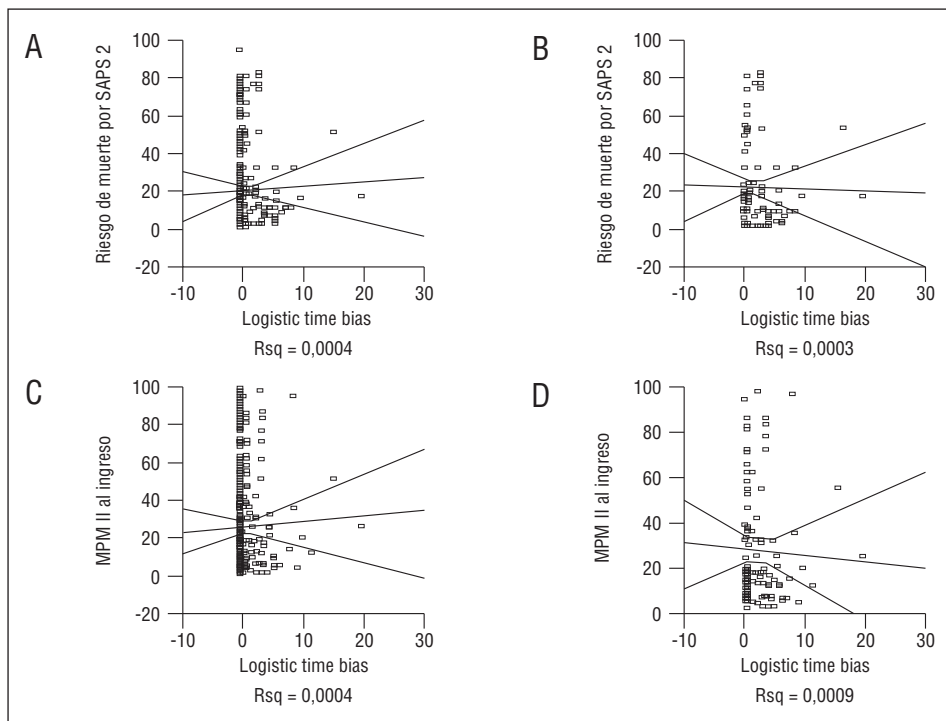 A
Riesgo de muerte por SAPS 2
100
80
60
40
20
0
-20
-10 0 10 20 30
Logistic time bias
Rsq = 0,0004
B
Riesgo de muerte por SAPS 2
100
80
60
40
20
0
-20
-10 0 10 20 30
Logistic time bias
Rsq = 0,0003
C
MPM II al ingreso
100
80
60
40
20
0
-20
-10 0 10 20 30
Logistic time bias
Rsq = 0,0004
D
MPM II al ingreso
100
80
60
40
20
0
-10 0 10 20 30
Logistic time bias
Rsq = 0,0009